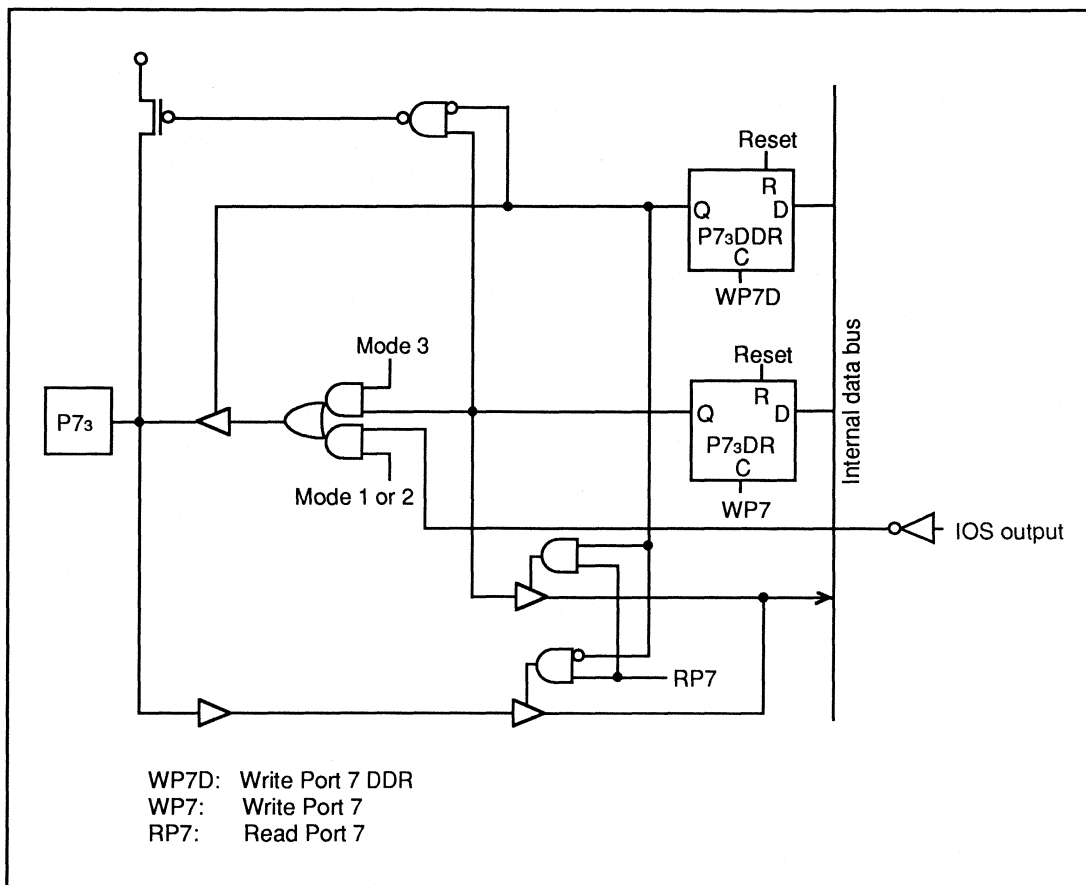 Reset
R
Q D
P7₃DDR
C
WP7D
Mode 3
Reset
R
P7₃
Q D
P7₃DR
C
WP7
Mode 1 or 2
Internal data bus
IOS output
RP7
WP7D: Write Port 7 DDR
WP7: Write Port 7
RP7: Read Port 7